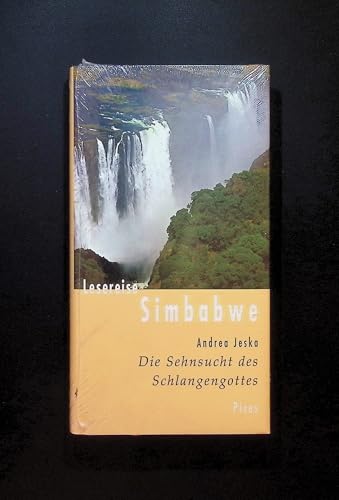 Lesereise
Simbabwe
Andrea Jeska
Die Sehnsucht des
Schlangengottes
Picus